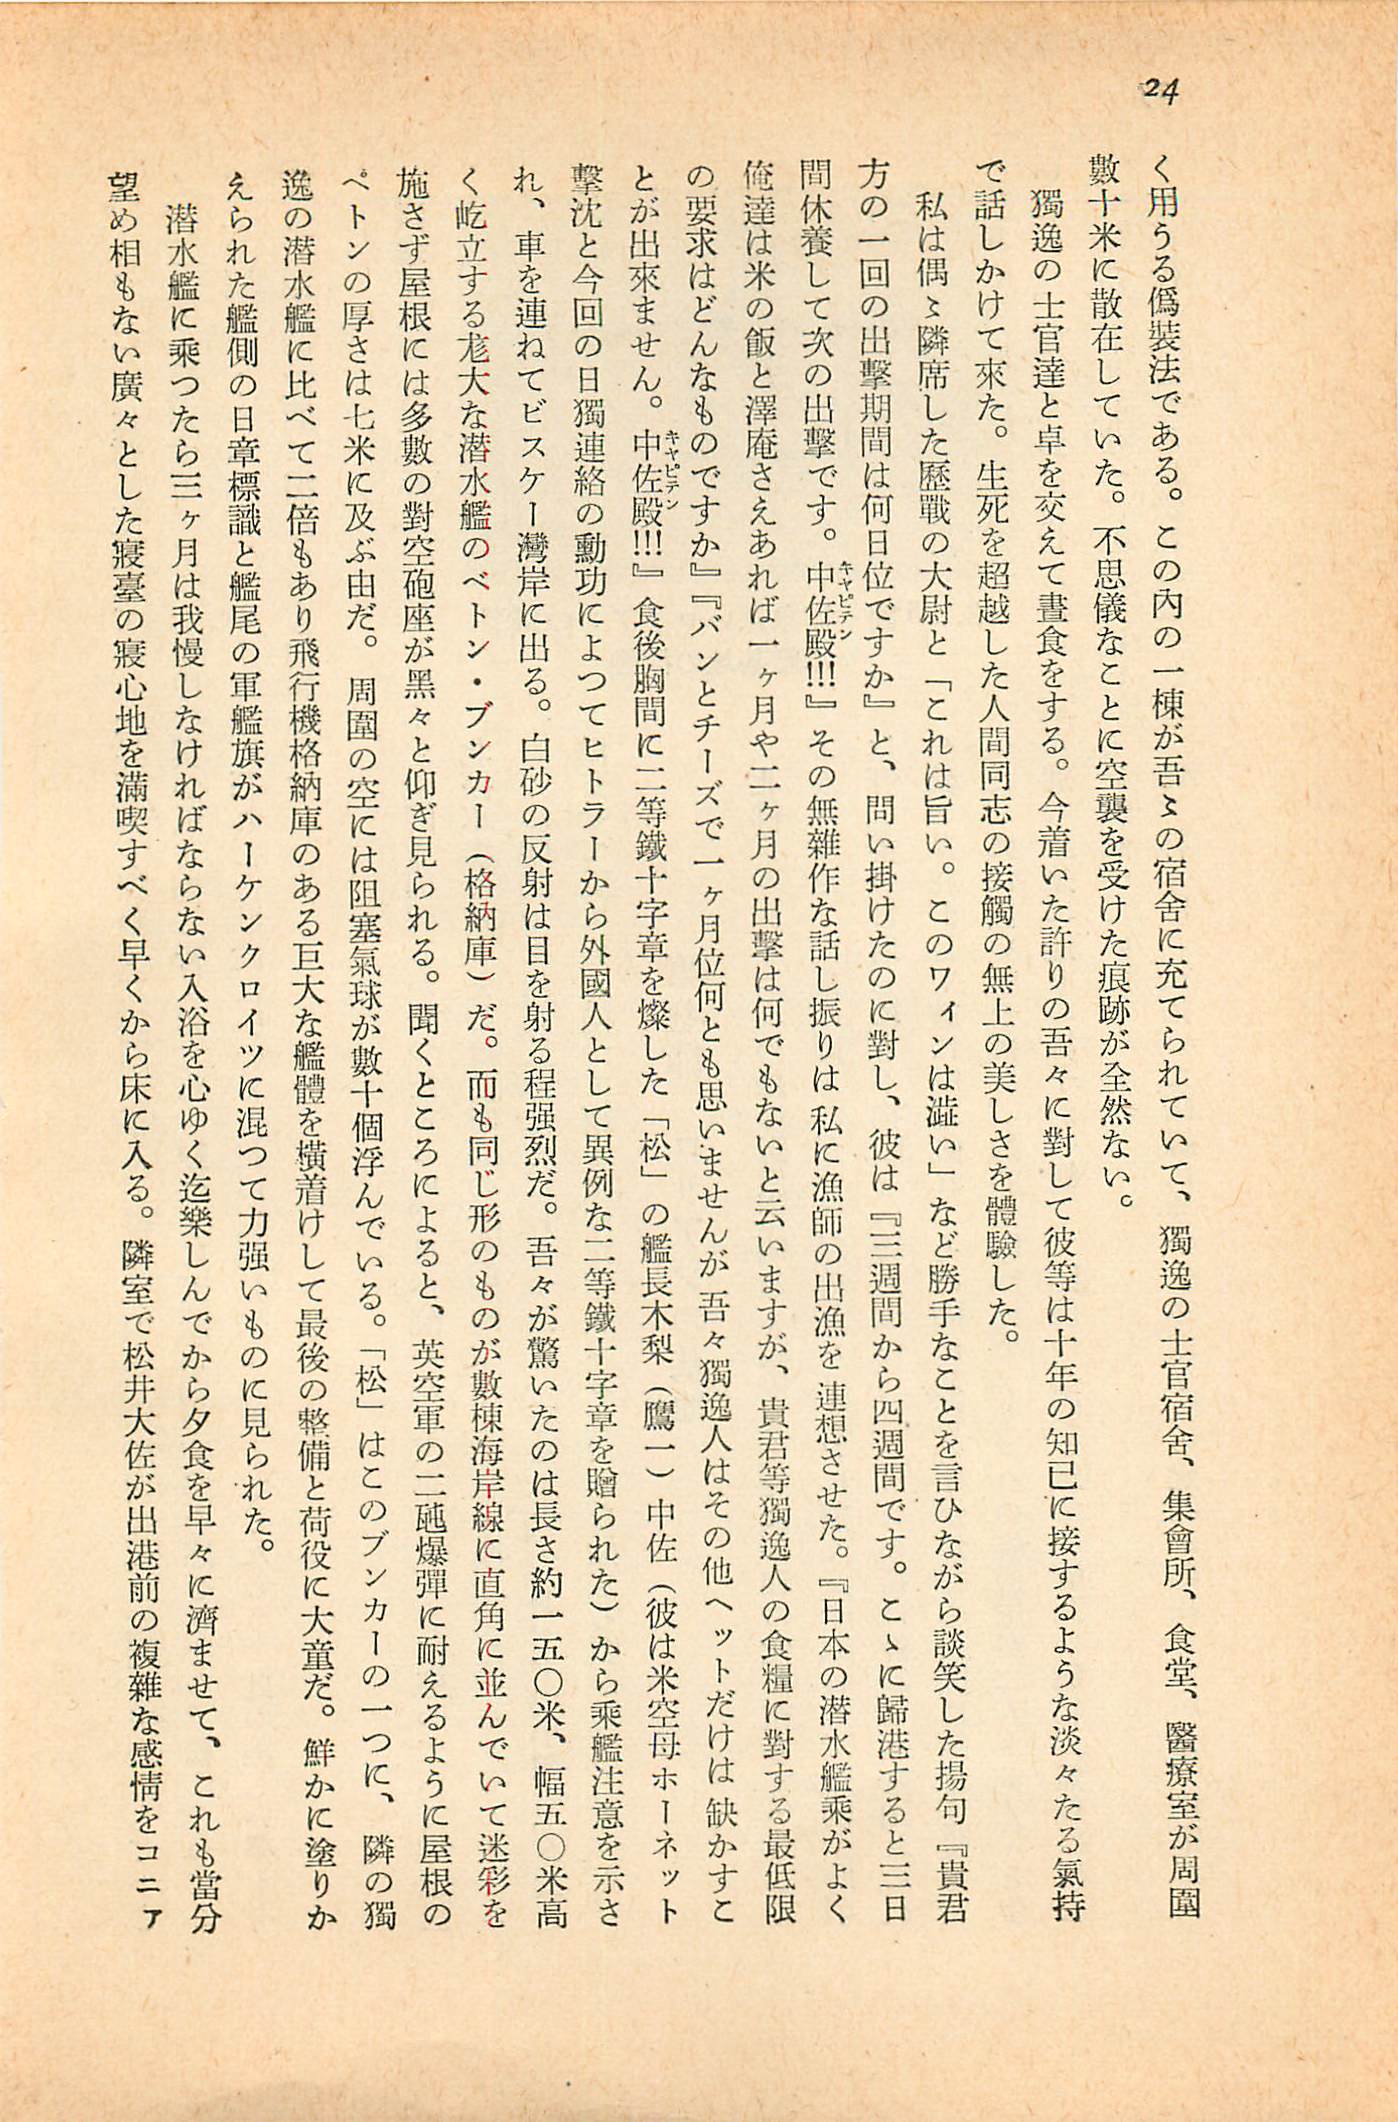 24
く用うる僞裝法である。この內の一棟が吾〻の宿舍に充てられていて、獨逸の士官宿舍、集會所、食堂、醫療室が周圍
數十米に散在していた。不思儀なことに空襲を受けた痕跡が全然ない。
獨逸の士官達と卓を交えて晝食をする。今着いた許りの吾々に對して彼等は十年の知己に接するような淡々たる氣持
で話しかけて來た。生死を超越した人間同志の接觸の無上の美しさを體驗した。
私は偶〻隣席した歷戰の大尉と「これは旨い。このワィンは澁い」など勝手なことを言ひながら談笑した揚句『貴君
方の一回の出擊期間は何日位ですか』と、問い掛けたのに對し、彼は『三週間から四週間です。こゝに歸港すると三日
間休養して次の出擊です。中佐殿!!!』その無雜作な話し振りは私に漁師の出漁を連想させた。『日本の潜水艦乘がよく
キャピテン
俺達は米の飯と澤庵さえあれば一ヶ月や二ヶ月の出擊は何でもないと云いますが、貴君等獨逸人の食糧に對する最低限
の要求はどんなものですか』『パンとチーズで一ヶ月位何とも思いませんが吾々獨逸人はその他ヘットだけは缺かすこ
とが出來ません。中佐殿!!!』食後胸間に二等鐵十字章を燦した「松」の艦長木梨（鷹一）中佐（彼は米空母ホーネット
キャピテン
擊沈と今回の日獨連絡の勳功によつてヒトラーから外國人として異例な二等鐵十字章を贈られた）から乘艦注意を示さ
れ、車を連ねてビスケー灣岸に出る。白砂の反射は目を射る程强烈だ。吾々が驚いたのは長さ約一五〇米、幅五〇米高
く屹立する尨大な潜水艦のベトン・ブンカー（格納庫）だ。而も同じ形のものが數棟海岸線に直角に並んでいて迷彩を
施さず屋根には多數の對空砲座が黑々と仰ぎ見られる。聞くところによると、英空軍の二砘爆彈に耐えるように屋根の
ペトンの厚さは七米に及ぶ由だ。周圍の空には阻塞氣球が數十個浮んでいる。「松」はこのブンカーの一つに、隣の獨
逸の潜水艦に比べて二倍もあり飛行機格納庫のある巨大な艦體を橫着けして最後の整備と荷役に大童だ。鮮かに塗りか
えられた艦側の日章標識と艦尾の軍艦旗がハーケンクロイツに混つて力强いものに見られた。
潜水艦に乘つたら三ヶ月は我慢しなければならない入浴を心ゆく迄樂しんでから夕食を早々に濟ませて、これも當分
望め相もない廣々とした寢臺の寢心地を満喫すべく早くから床に入る。隣室で松井大佐が出港前の複雜な感情をコニァ